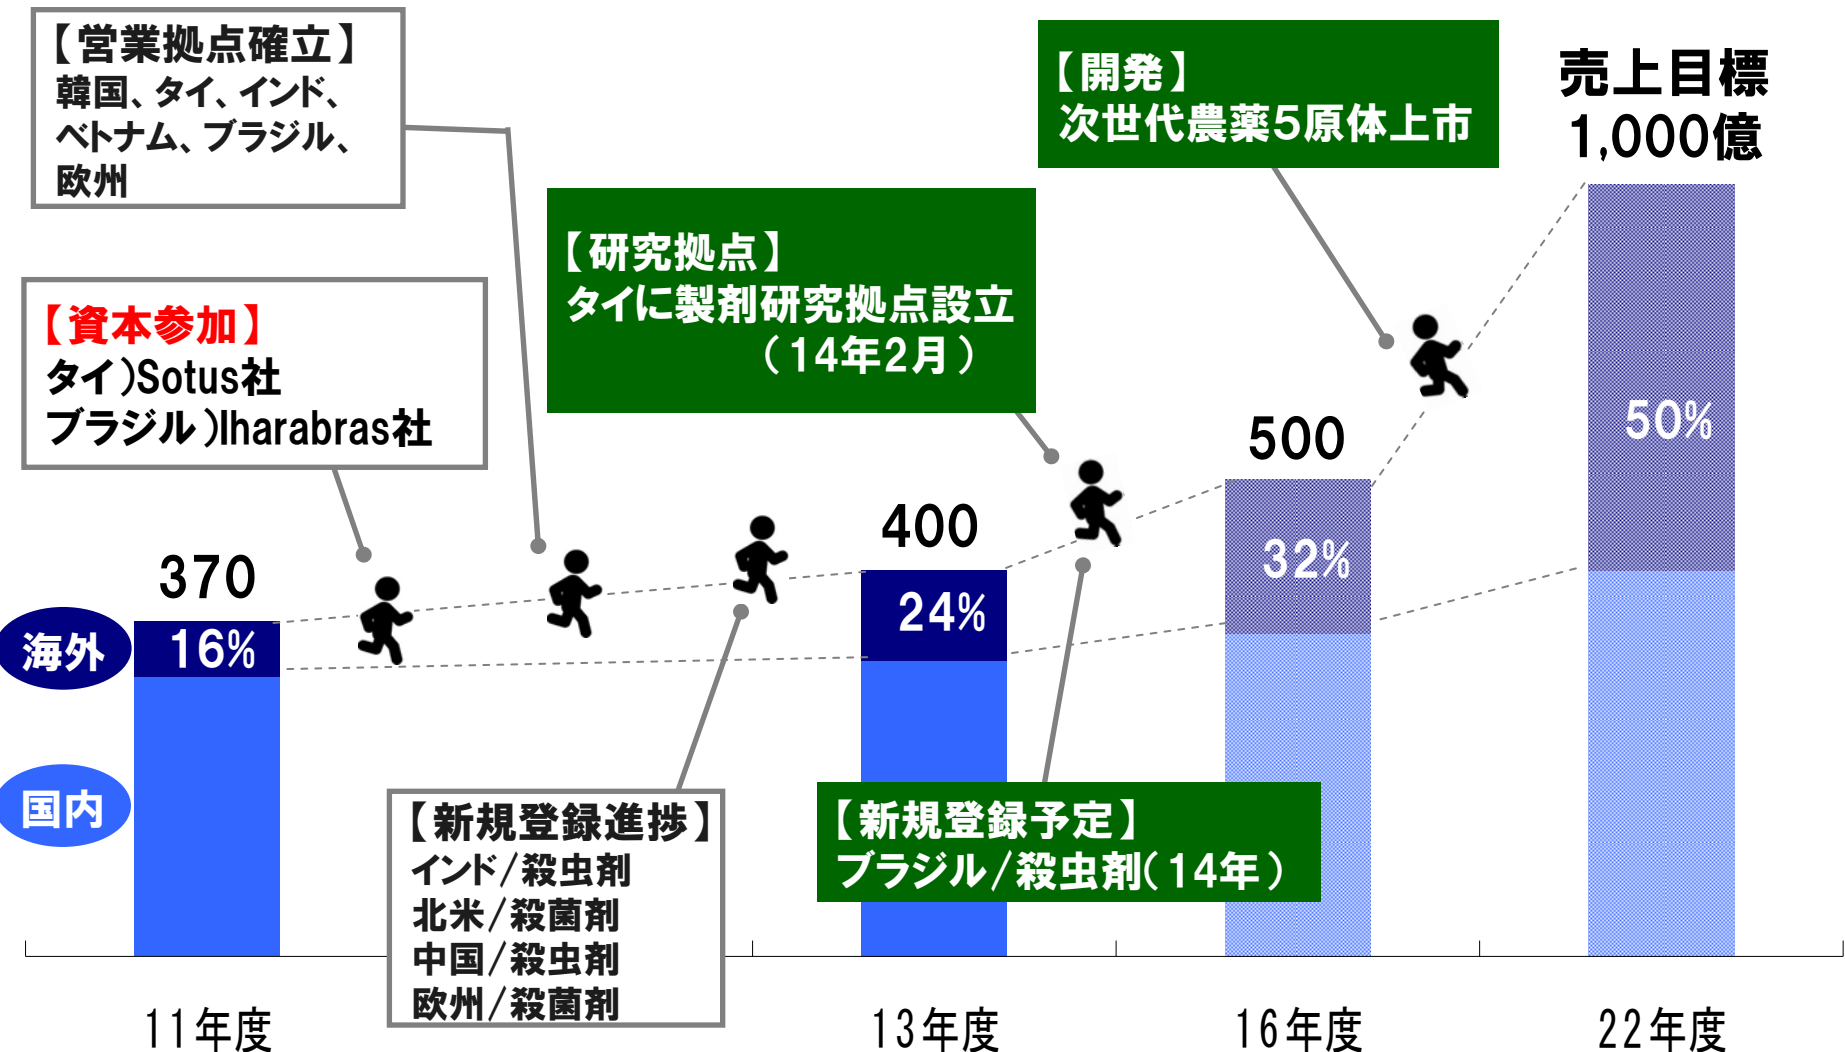 【営業拠点確立】
韓国、タイ、インド、
ベトナム、ブラジル、
欧州
【開発】
次世代農薬5原体上市
売上目標
1,000億
【研究拠点】
タイに製剤研究拠点設立
（14年2月）
【資本参加】
タイ)Sotus社
ブラジル)Iharabras社
370
400
500
海外
16%
24%
32%
50%
国内
【新規登録進捗】
インド/殺虫剤
北米/殺菌剤
中国/殺虫剤
欧州/殺菌剤
【新規登録予定】
ブラジル/殺虫剤(14年)
11年度
13年度
16年度
22年度